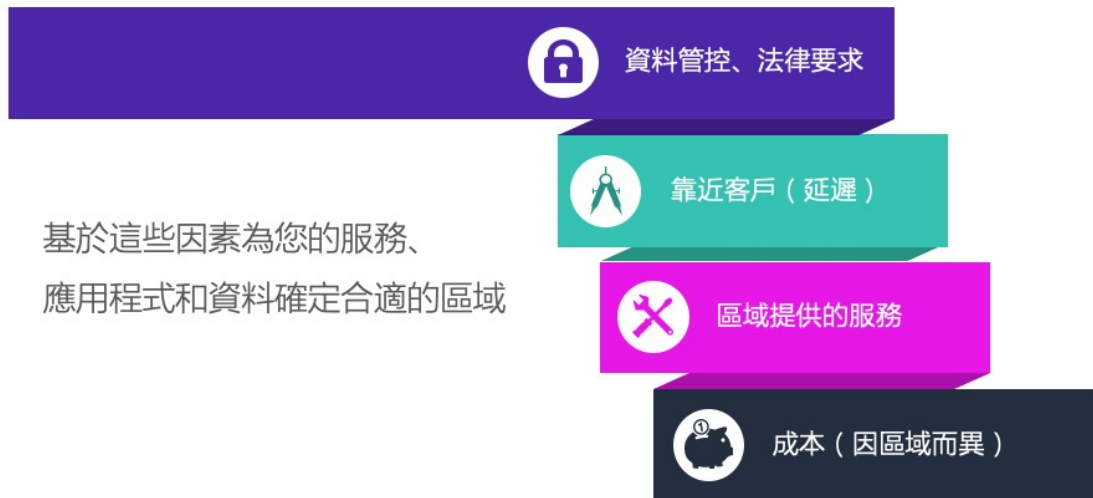 資料管控、法律要求
靠近客戶（延遲）
基於這些因素為您的服務、
應用程式和資料確定合適的區域
區域提供的服務
1
成本（因區域而異）